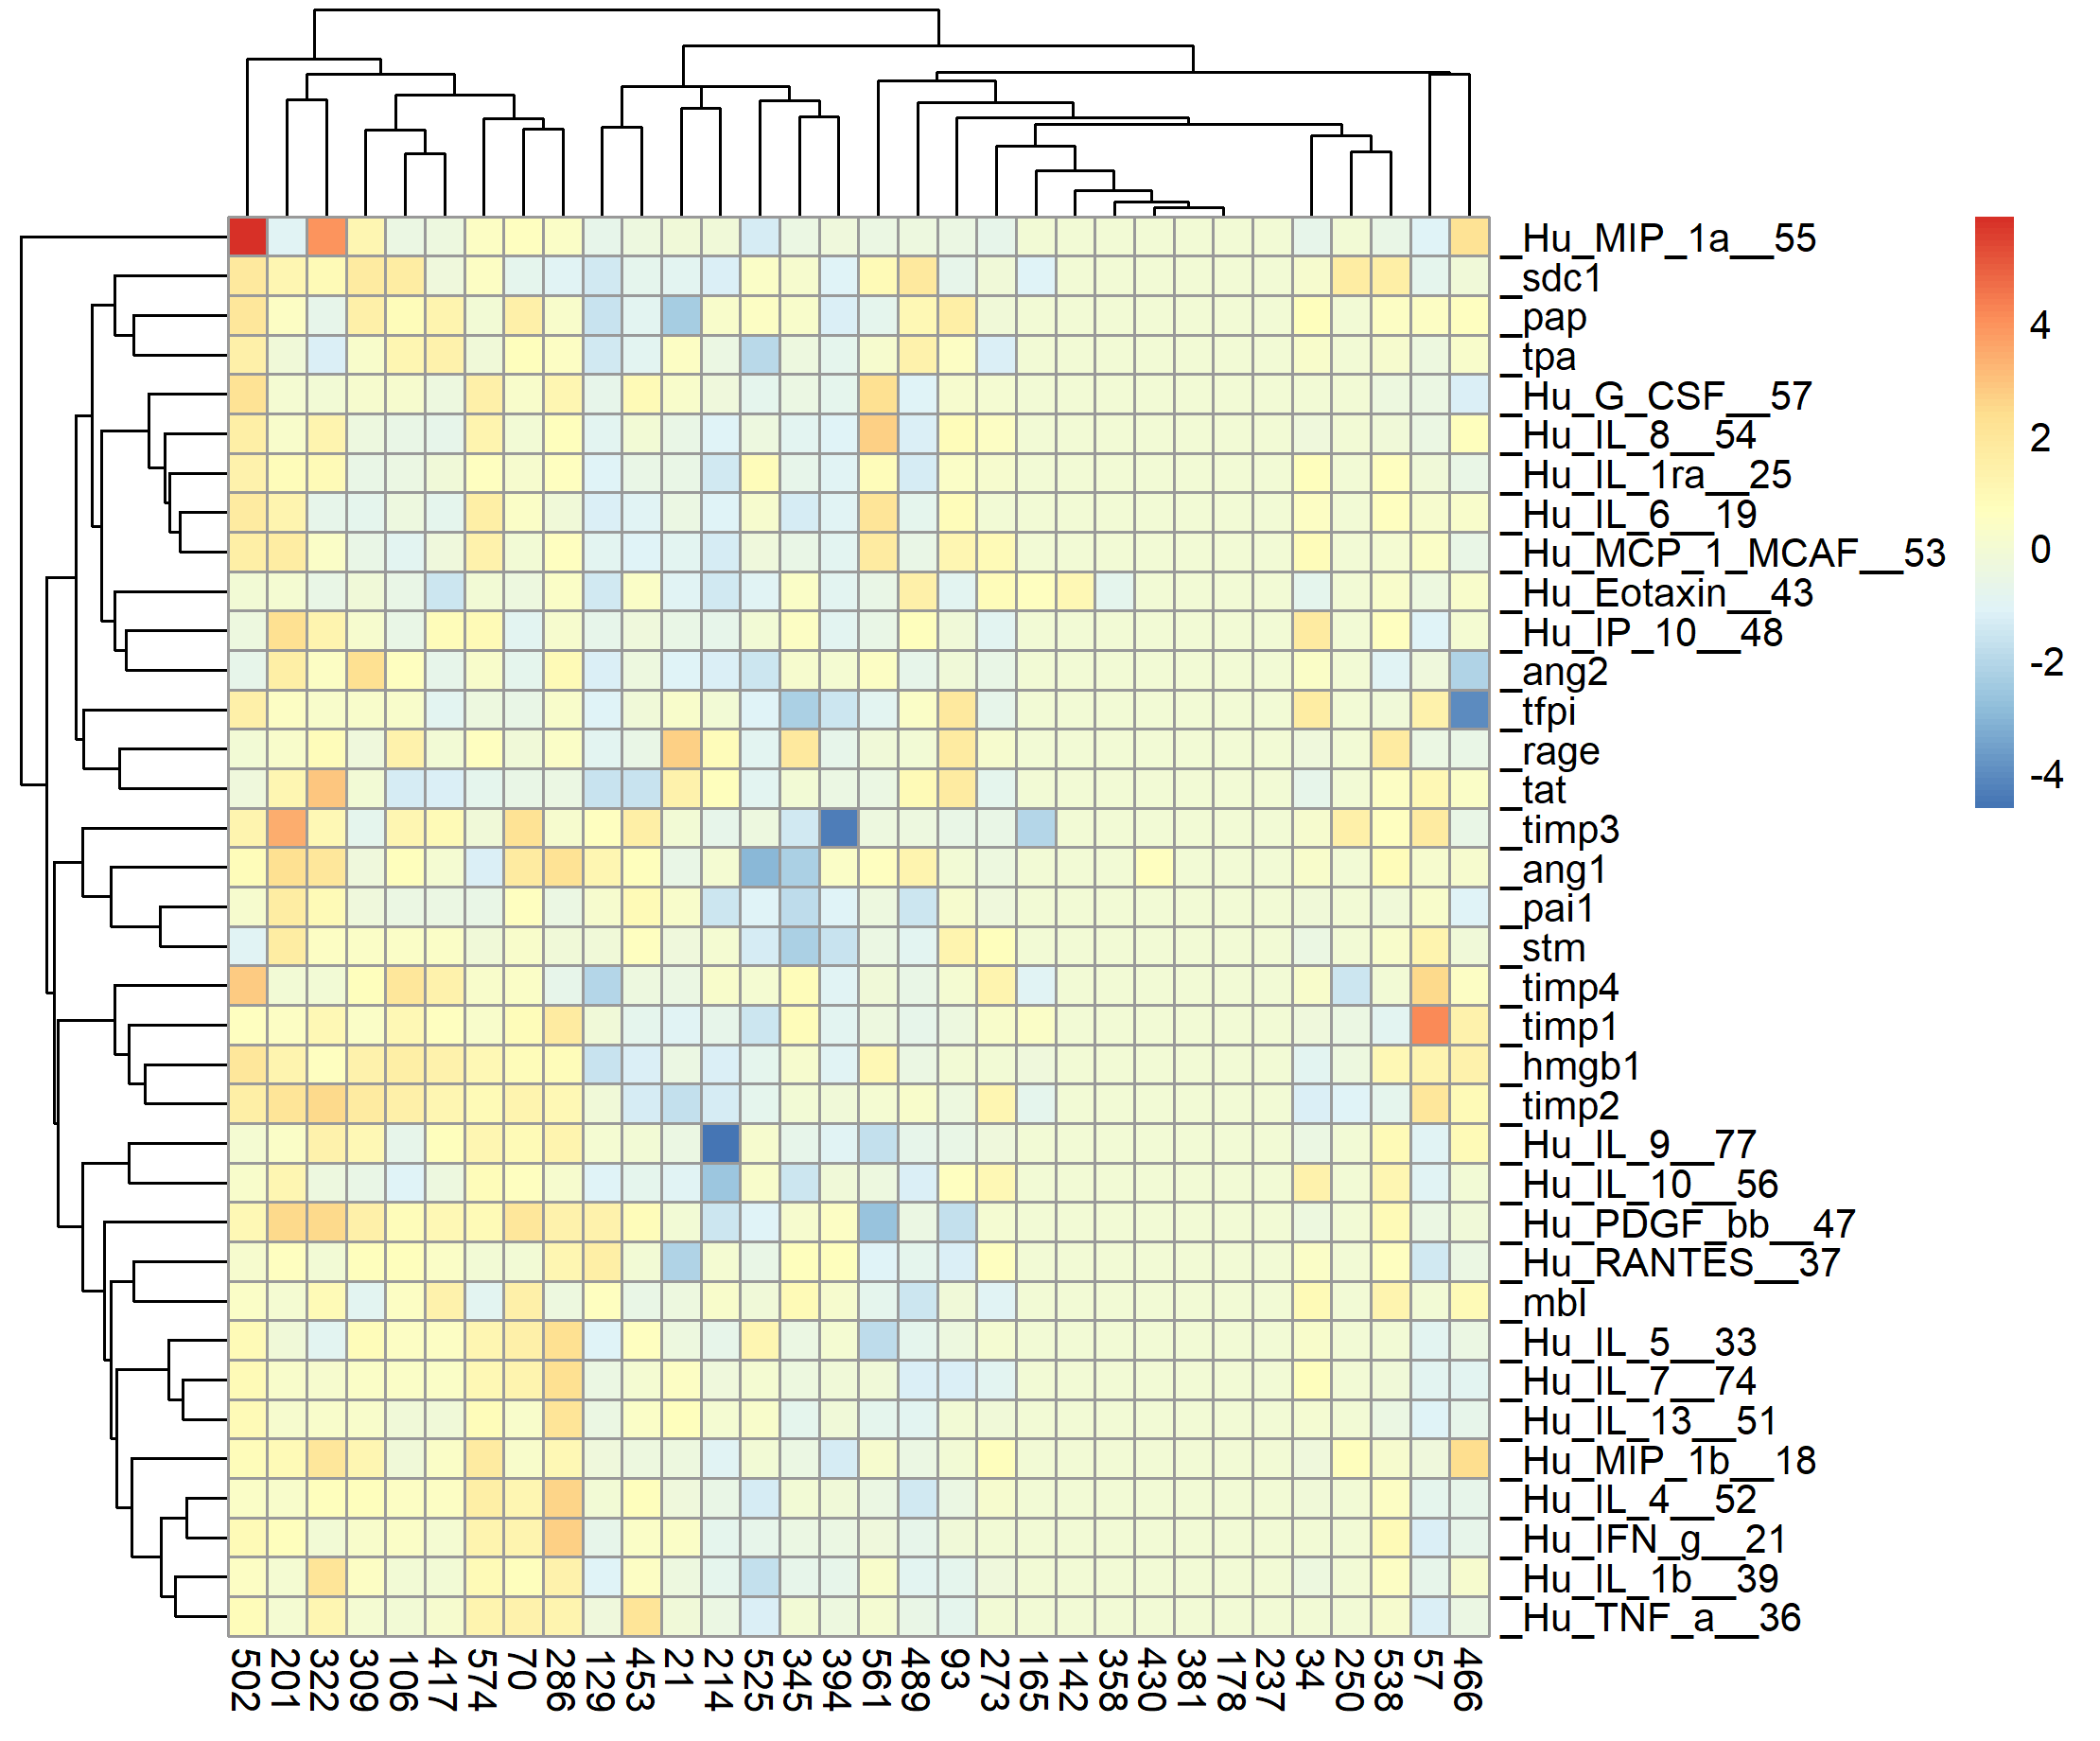 _Hu_MIP_1a__55
_sdc1
_pap
_tpa
_Hu_G_CSF__57
_Hu_IL_8__54
_Hu_IL_1ra__25
_Hu_IL_6__19
_Hu_MCP_1_MCAF__53
_Hu_Eotaxin__43
_Hu_IP_10__48
_ang2
_tfpi
_rage
_tat
_timp3
_ang1
_pai1
_stm
_timp4
_timp1
_hmgb1
_timp2
_Hu_IL_9__77
_Hu_IL_10__56
_Hu_PDGF_bb__47
_Hu_RANTES__37
_mbl
_Hu_IL_5__33
_Hu_IL_7__74
_Hu_IL_13__51
_Hu_MIP_1b__18
_Hu_IL_4__52
_Hu_IFN_g__21
_Hu_IL_1b__39
_Hu_TNF_a__36
4
2
0
-2
-4
502
201
322
309
106
417
574
70
286
129
453
21
214
525
345
394
561
489
93
273
165
142
358
430
381
178
237
34
250
538
57
466